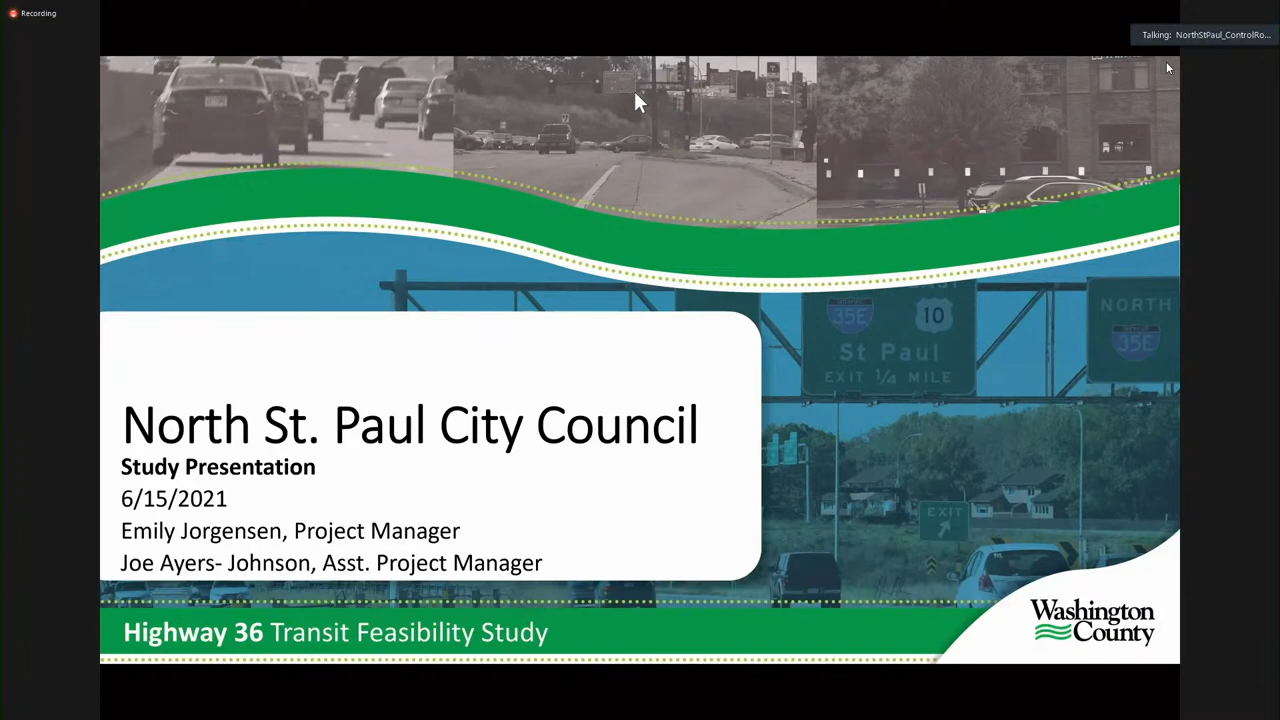 Recording
Talking: NorthStPaul_ControlRo...
35E
10
St Paul
EXIT 1/4 MILE
NORTH
35E
EXIT
North St. Paul City Council
Study Presentation
6/15/2021
Emily Jorgensen, Project Manager
Joe Ayers- Johnson, Asst. Project Manager
Highway 36 Transit Feasibility Study
Washington
County